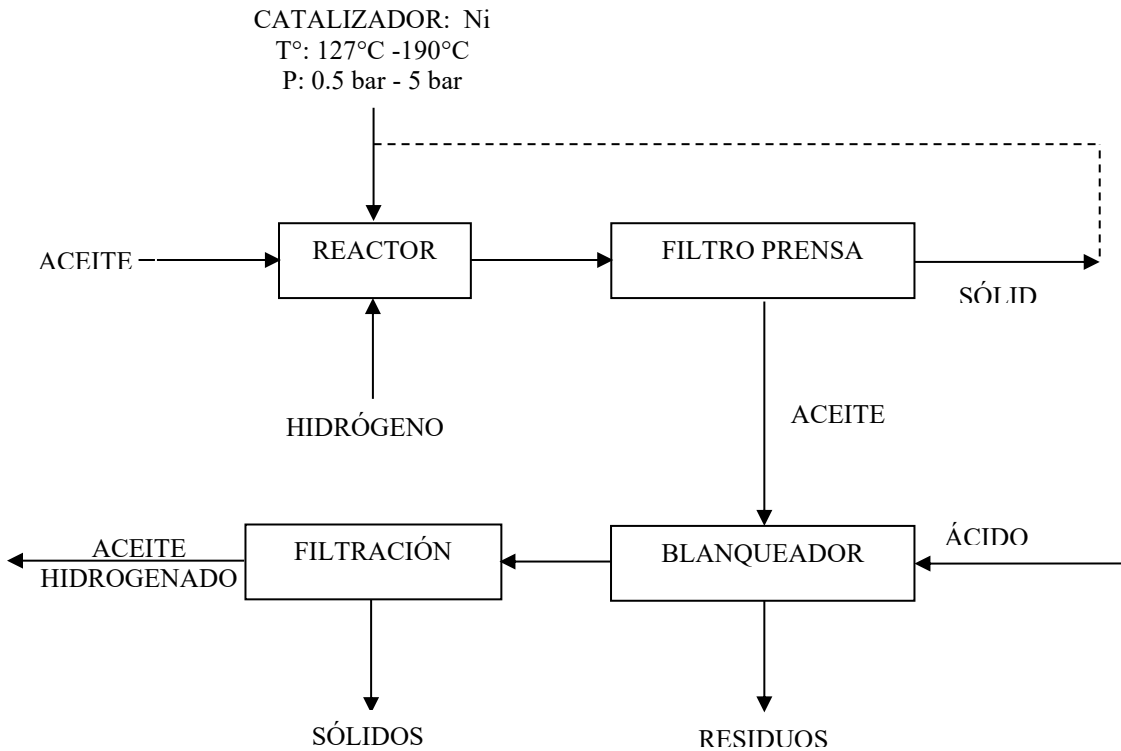 CATALIZADOR: Ni
T°: 127°C -190°C
P: 0.5 bar - 5 bar
REACTOR
FILTRO PRENSA
ACEITE
SÓLID
HIDRÓGENO
ACEITE
ACEITE
HIDROGENADO
FILTRACIÓN
BLANQUEADOR
ÁCIDO
SÓLIDOS
RESIDUOS